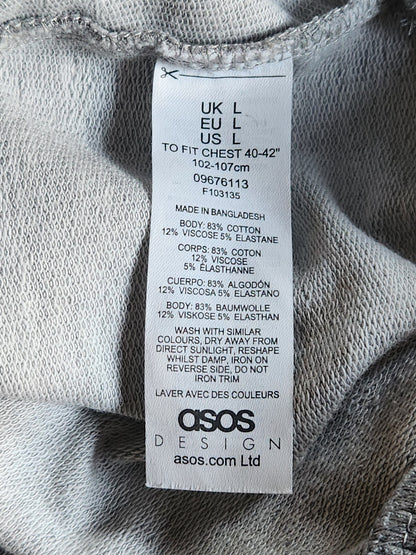 UK L
EU L
US L
TO FIT CHEST 40-42"
102-107cm
09676113
F103135
MADE IN BANGLADESH
BODY: 83% COTTON
12% VISCOSE 5% ELASTANE
CORPS: 83% COTON
12% VISCOSE
5% ÉLASTHANNE
CUERPO: 83% ALGODÓN
12% VISCOSA 5% ELASTANO
BODY: 83% BAUMWOLLE
12% VISKOSE 5% ELASTHAN
WASH WITH SIMILAR
COLOURS, DRY AWAY FROM
DIRECT SUNLIGHT, RESHAPE
WHILST DAMP, IRON ON
REVERSE SIDE, DO NOT
IRON TRIM
LAVER AVEC DES COULEURS
asos
DESIGN
asos.com Ltd